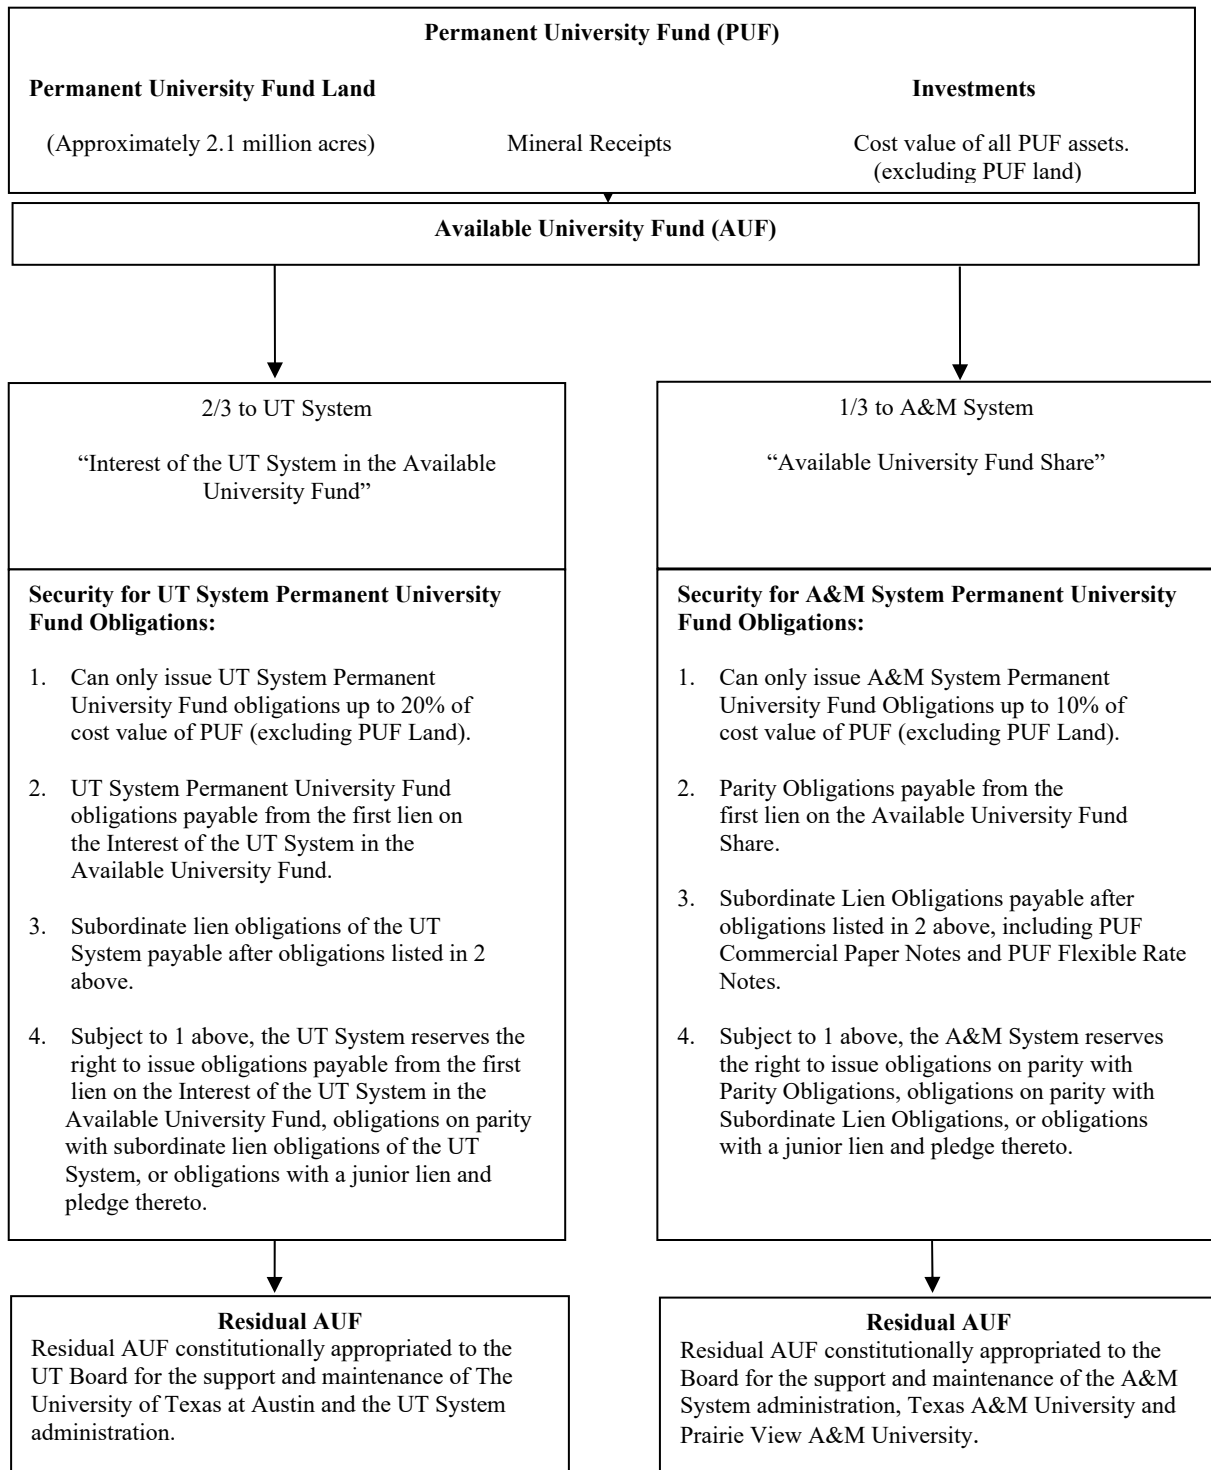 Permanent University Fund (PUF)
Permanent University Fund Land
Investments
(Approximately 2.1 million acres)
Mineral Receipts
Cost value of all PUF assets.
(excluding PUF land)
Available University Fund (AUF)
2/3 to UT System
“Interest of the UT System in the Available
University Fund”
Security for UT System Permanent University
Fund Obligations:
1. Can only issue UT System Permanent
University Fund obligations up to 20% of
cost value of PUF (excluding PUF Land).
2. UT System Permanent University Fund
obligations payable from the first lien on
the Interest of the UT System in the
Available University Fund.
3. Subordinate lien obligations of the UT
System payable after obligations listed in 2
above.
4. Subject to 1 above, the UT System reserves the
right to issue obligations payable from the first
lien on the Interest of the UT System in the
Available University Fund, obligations on parity
with subordinate lien obligations of the UT
System, or obligations with a junior lien and
pledge thereto.
Residual AUF
Residual AUF constitutionally appropriated to the
UT Board for the support and maintenance of The
University of Texas at Austin and the UT System
administration.
1/3 to A&M System
“Available University Fund Share”
Security for A&M System Permanent University
Fund Obligations:
1. Can only issue A&M System Permanent
University Fund Obligations up to 10% of
cost value of PUF (excluding PUF Land).
2. Parity Obligations payable from the
first lien on the Available University Fund
Share.
3. Subordinate Lien Obligations payable after
obligations listed in 2 above, including PUF
Commercial Paper Notes and PUF Flexible Rate
Notes.
4. Subject to 1 above, the A&M System reserves
the right to issue obligations on parity with
Parity Obligations, obligations on parity with
Subordinate Lien Obligations, or obligations
with a junior lien and pledge thereto.
Residual AUF
Residual AUF constitutionally appropriated to the
Board for the support and maintenance of the A&M
System administration, Texas A&M University and
Prairie View A&M University.